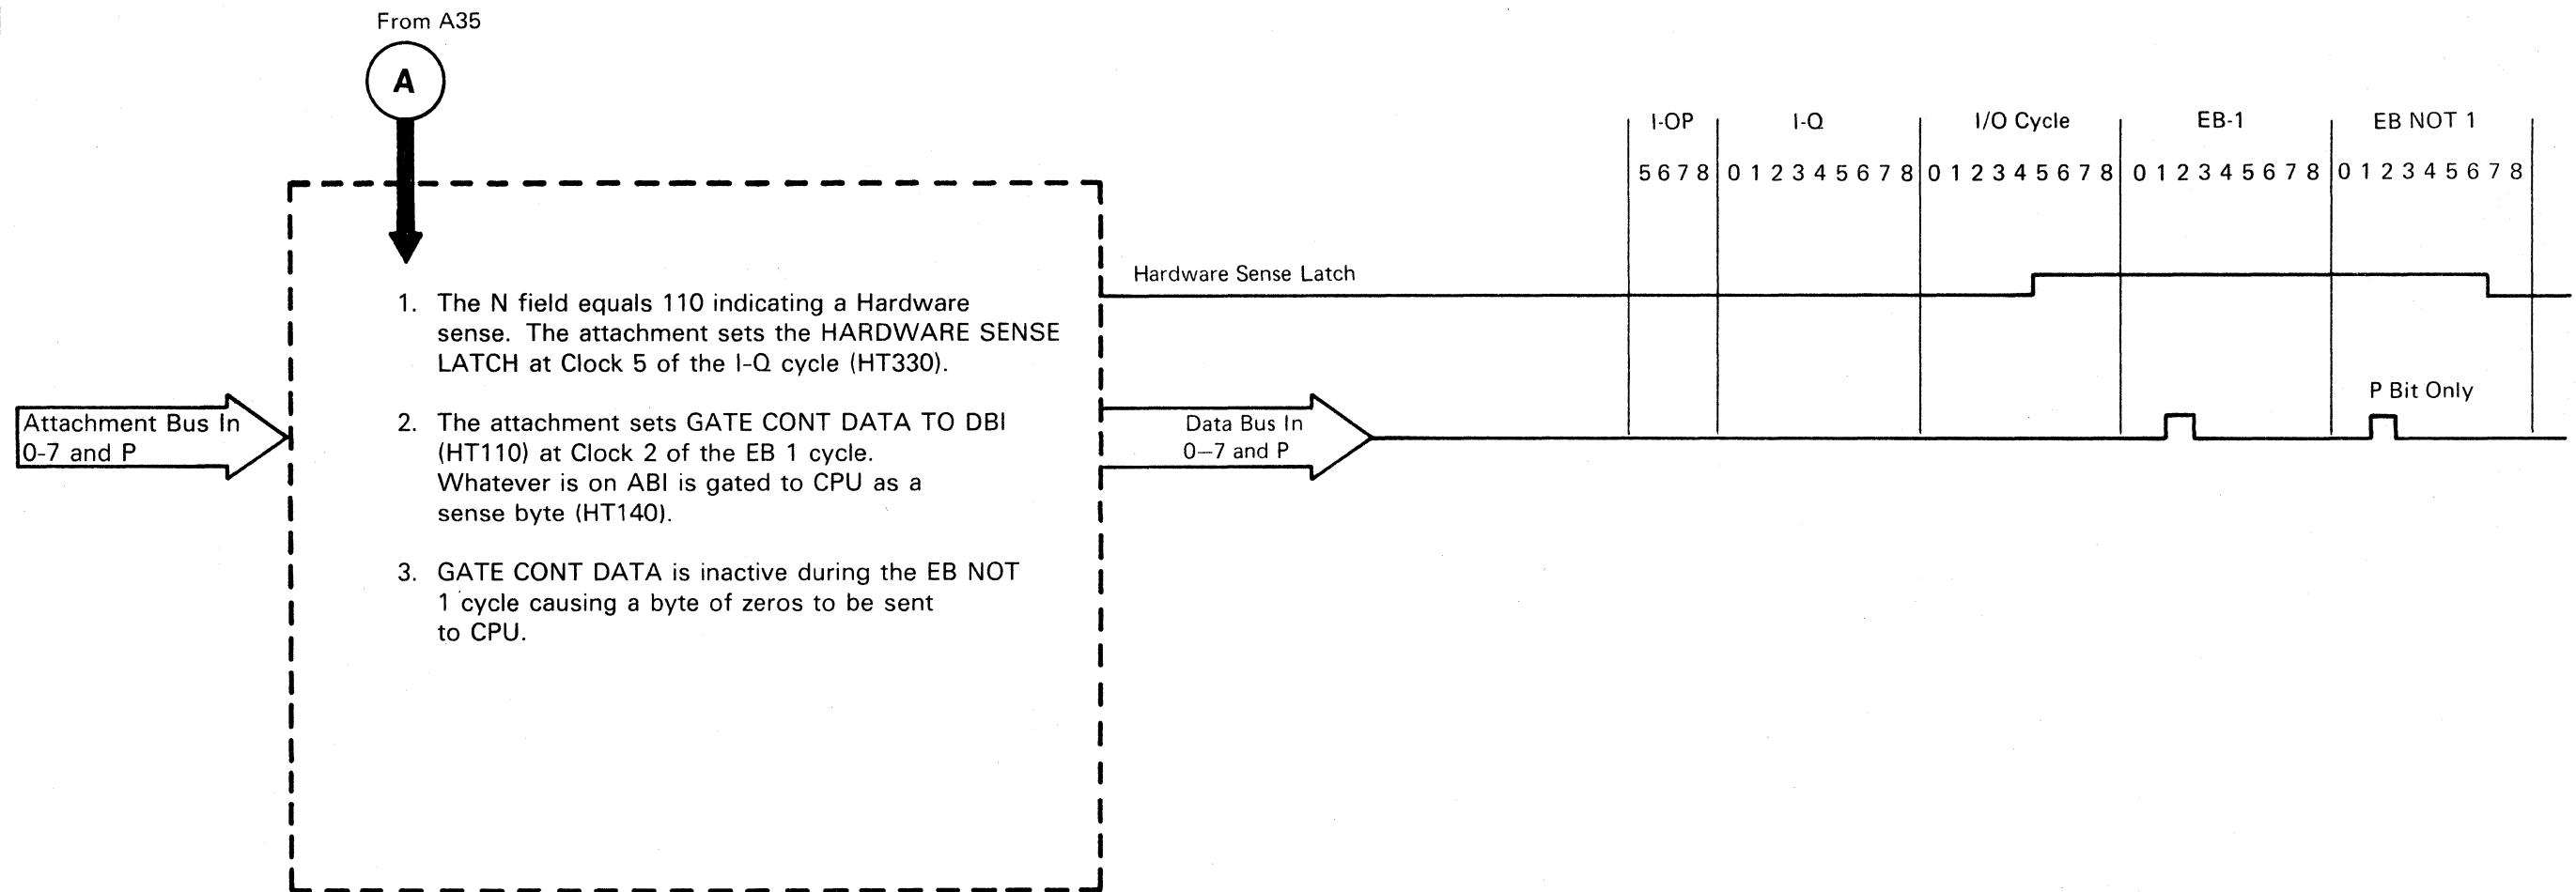 From A35
A
I-OP I-Q I/O Cycle EB-1 EB NOT 1
5 6 7 8 0 1 2 3 4 5 6 7 8 0 1 2 3 4 5 6 7 8 0 1 2 3 4 5 6 7 8 0 1 2 3 4 5 6 7 8
Hardware Sense Latch
1. The N field equals 110 indicating a Hardware
sense. The attachment sets the HARDWARE SENSE
LATCH at Clock 5 of the I-Q cycle (HT330).
P Bit Only
Attachment Bus In
0-7 and P
2. The attachment sets GATE CONT DATA TO DBI
(HT110) at Clock 2 of the EB 1 cycle.
Whatever is on ABI is gated to CPU as a
sense byte (HT140).
Data Bus In
0–7 and P
3. GATE CONT DATA is inactive during the EB NOT
1 cycle causing a byte of zeros to be sent
to CPU.